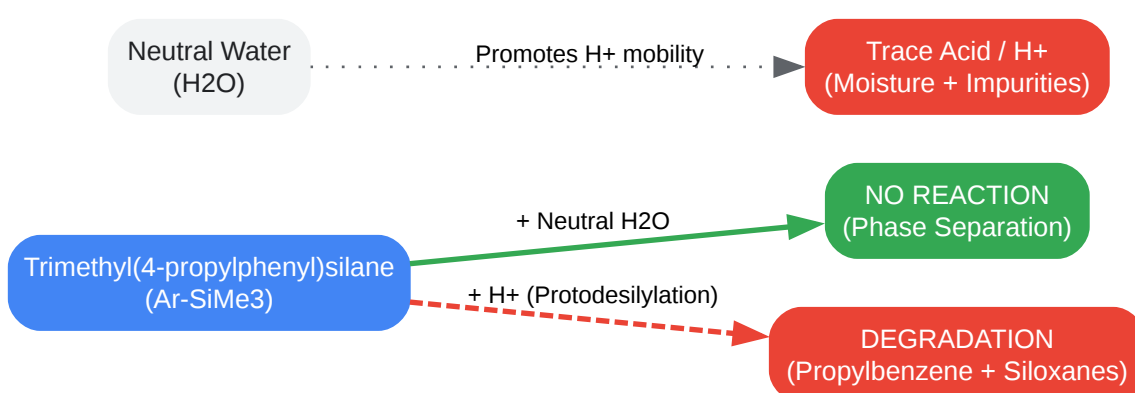 Neutral Water
(H2O)
Promotes H+ mobility
Trace Acid / H+
(Moisture + Impurities)
NO REACTION
(Phase Separation)
+ Neutral H2O
Trimethyl(4-propylphenyl)silane
(Ar-SiMe3)
+ H+ (Protodesilylation)
DEGRADATION
(Propylbenzene + Siloxanes)